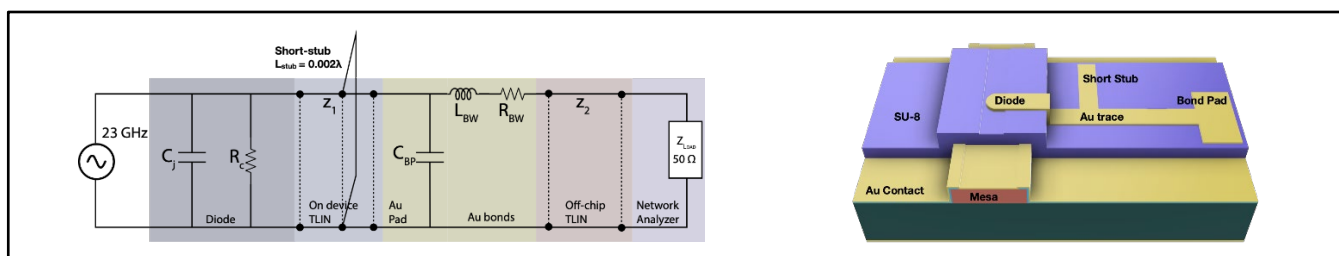 Short-stub
Lstub = 0.002λ
23 GHz
Cj
Rc
Z1
CBP
LBW
RBW
Z2
ZLOAD
50 Ω
Diode
On device
TLIN
Au
Pad
Au bonds
Off-chip
TLIN
Network
Analyzer
Short Stub
Bond Pad
Diode
SU-8
Au trace
Au Contact
Mesa